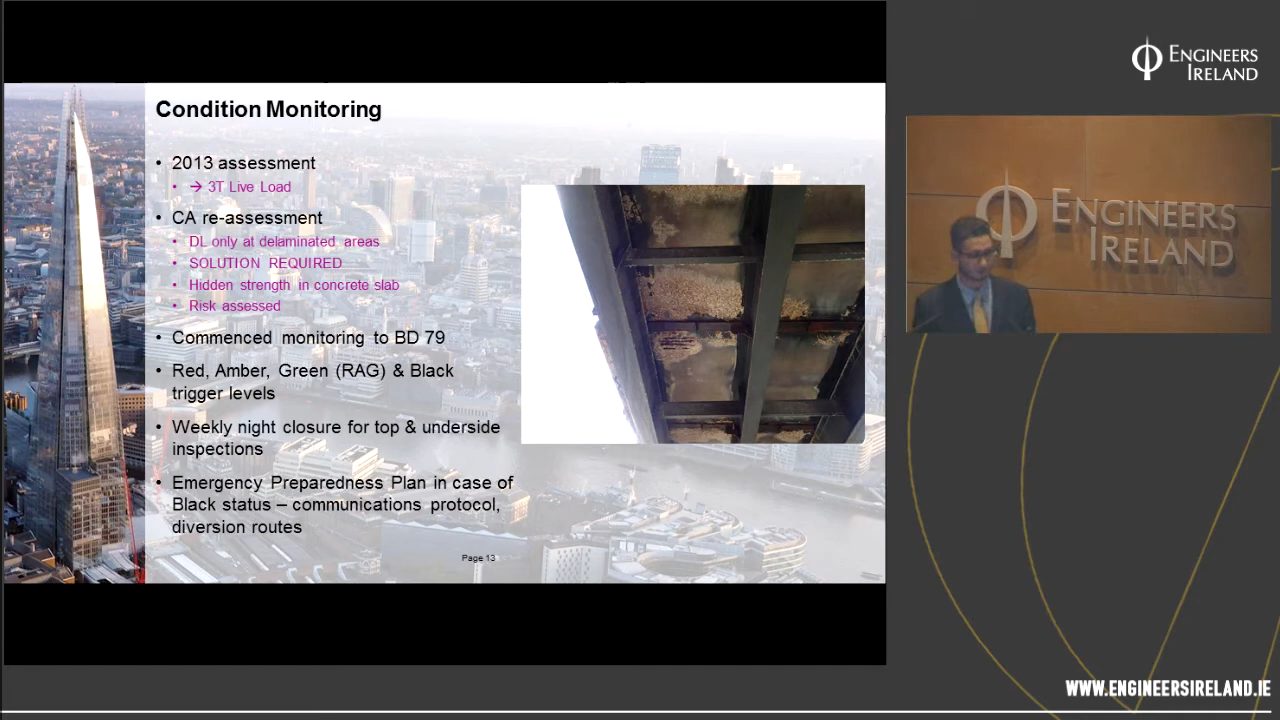 Condition Monitoring
• 2013 assessment
• → 3T Live Load
• CA re-assessment
• DL only at delaminated areas
• SOLUTION REQUIRED
• Hidden strength in concrete slab
• Risk assessed
• Commenced monitoring to BD 79
• Red, Amber, Green (RAG) & Black
trigger levels
• Weekly night closure for top & underside
inspections
• Emergency Preparedness Plan in case of
Black status – communications protocol,
diversion routes
Page 13
ENGINEERS
IRELAND
ENGINEERS
IRELAND
WWW.ENGINEERSIRELAND.IE